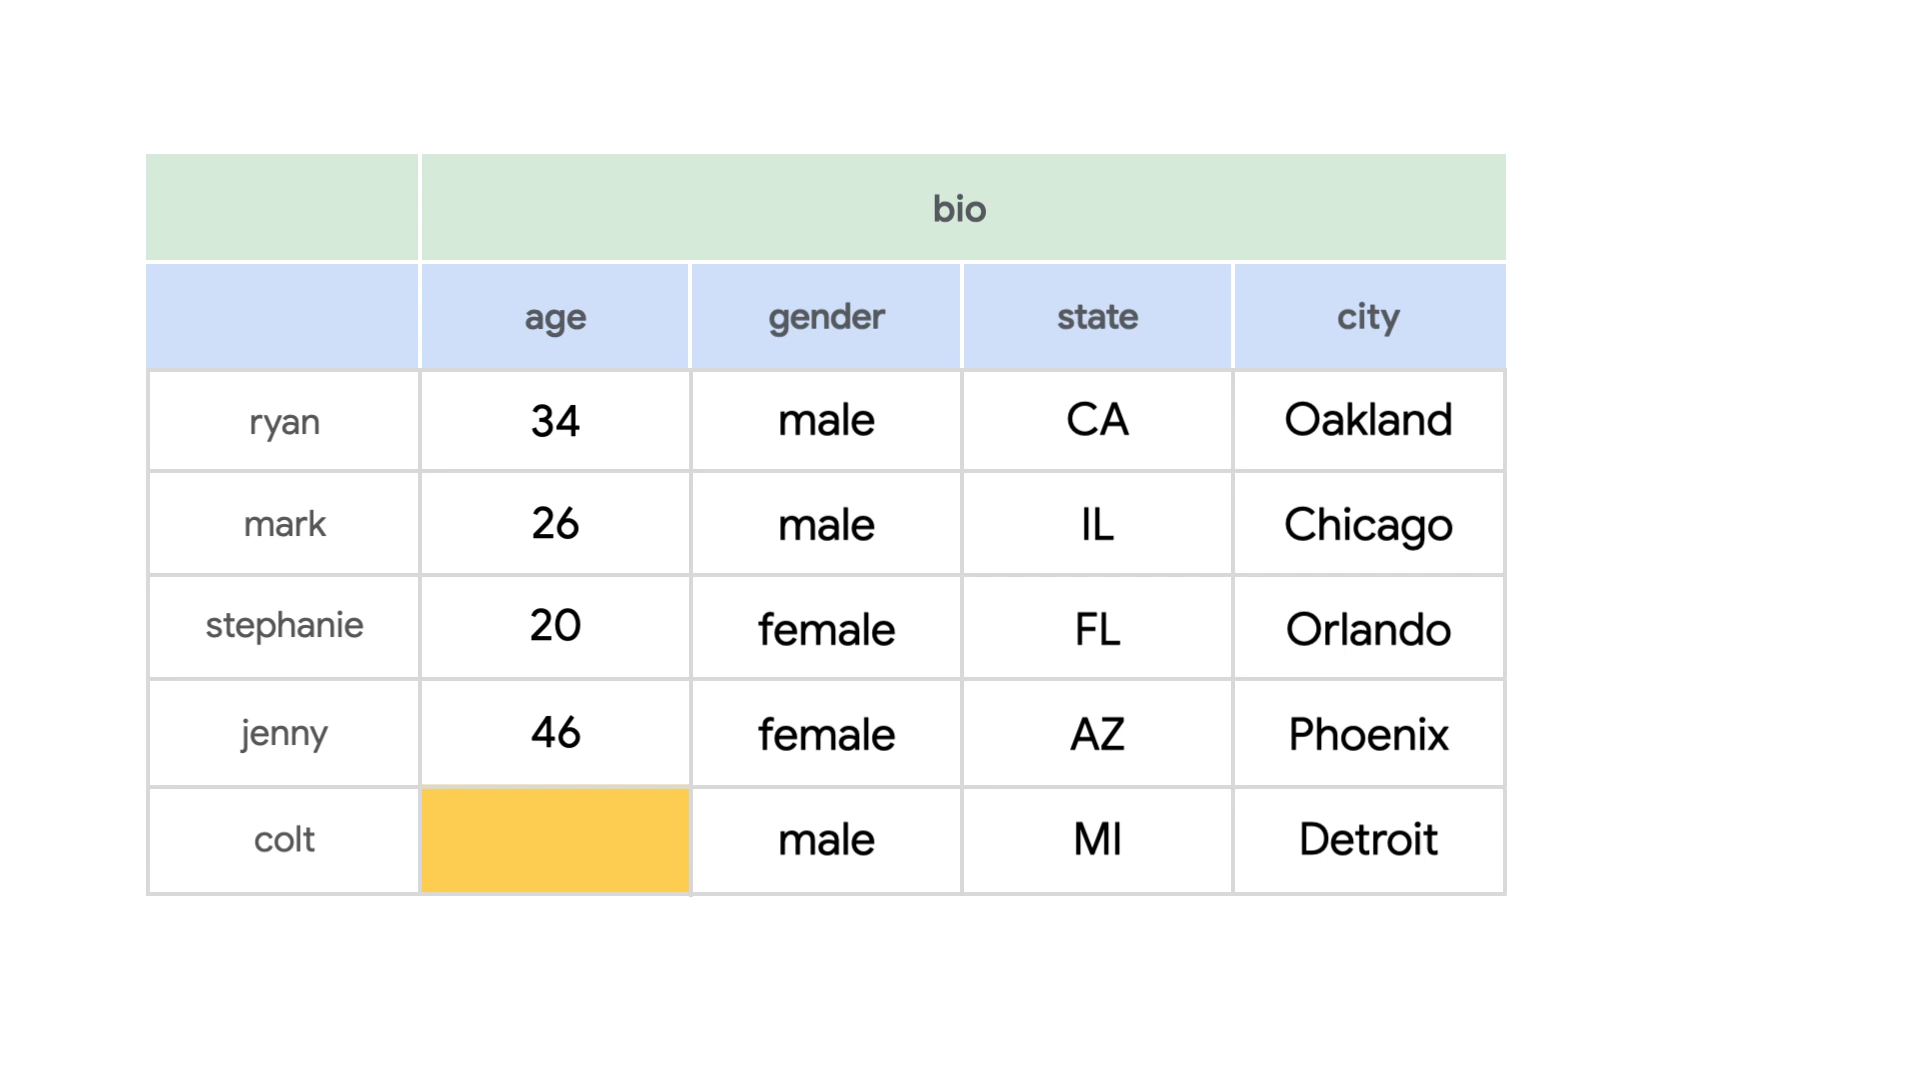 bio
age gender state city
ryan 34 male CA Oakland
mark 26 male IL Chicago
stephanie 20 female FL Orlando
jenny 46 female AZ Phoenix
colt male MI Detroit